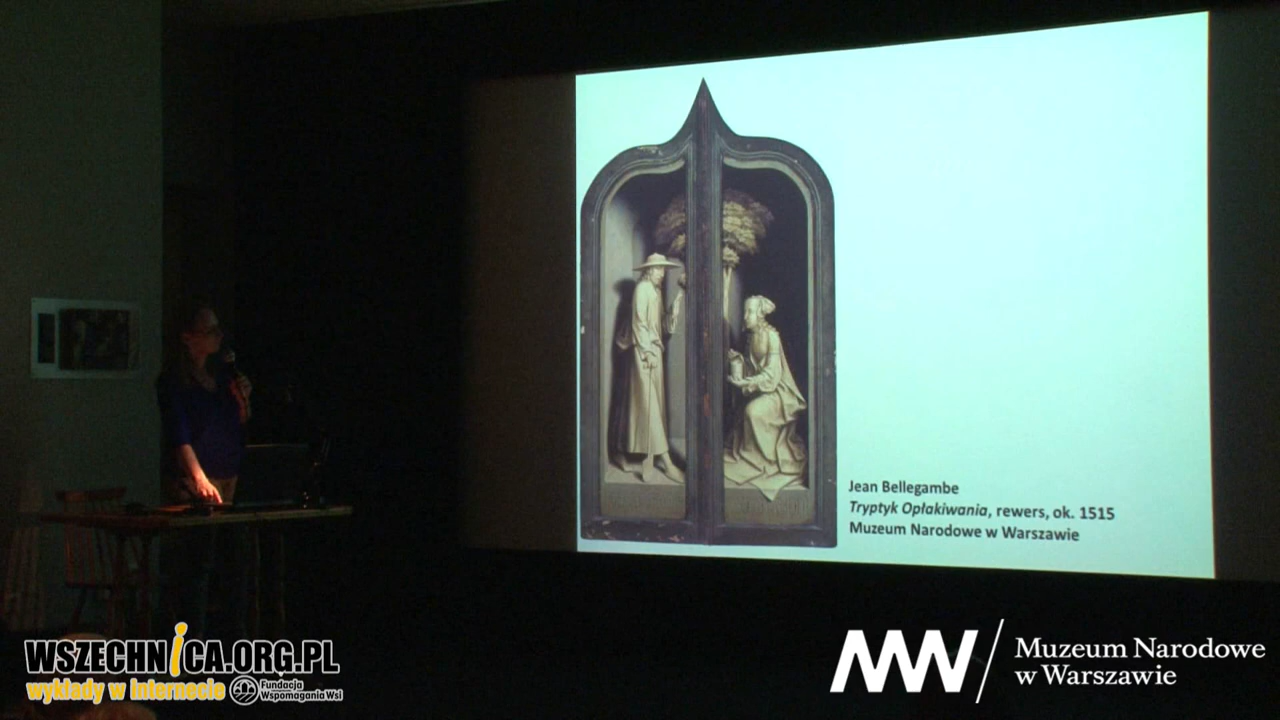 Jean Bellegambe
Tryptyk Opłakiwania, rewers, ok. 1515
Muzeum Narodowe w Warszawie
WSZECHNiCA.ORG.PL
wykłady w Internecie
Fundacja
Wspomagania Wsi
MNW
Muzeum Narodowe
w Warszawie